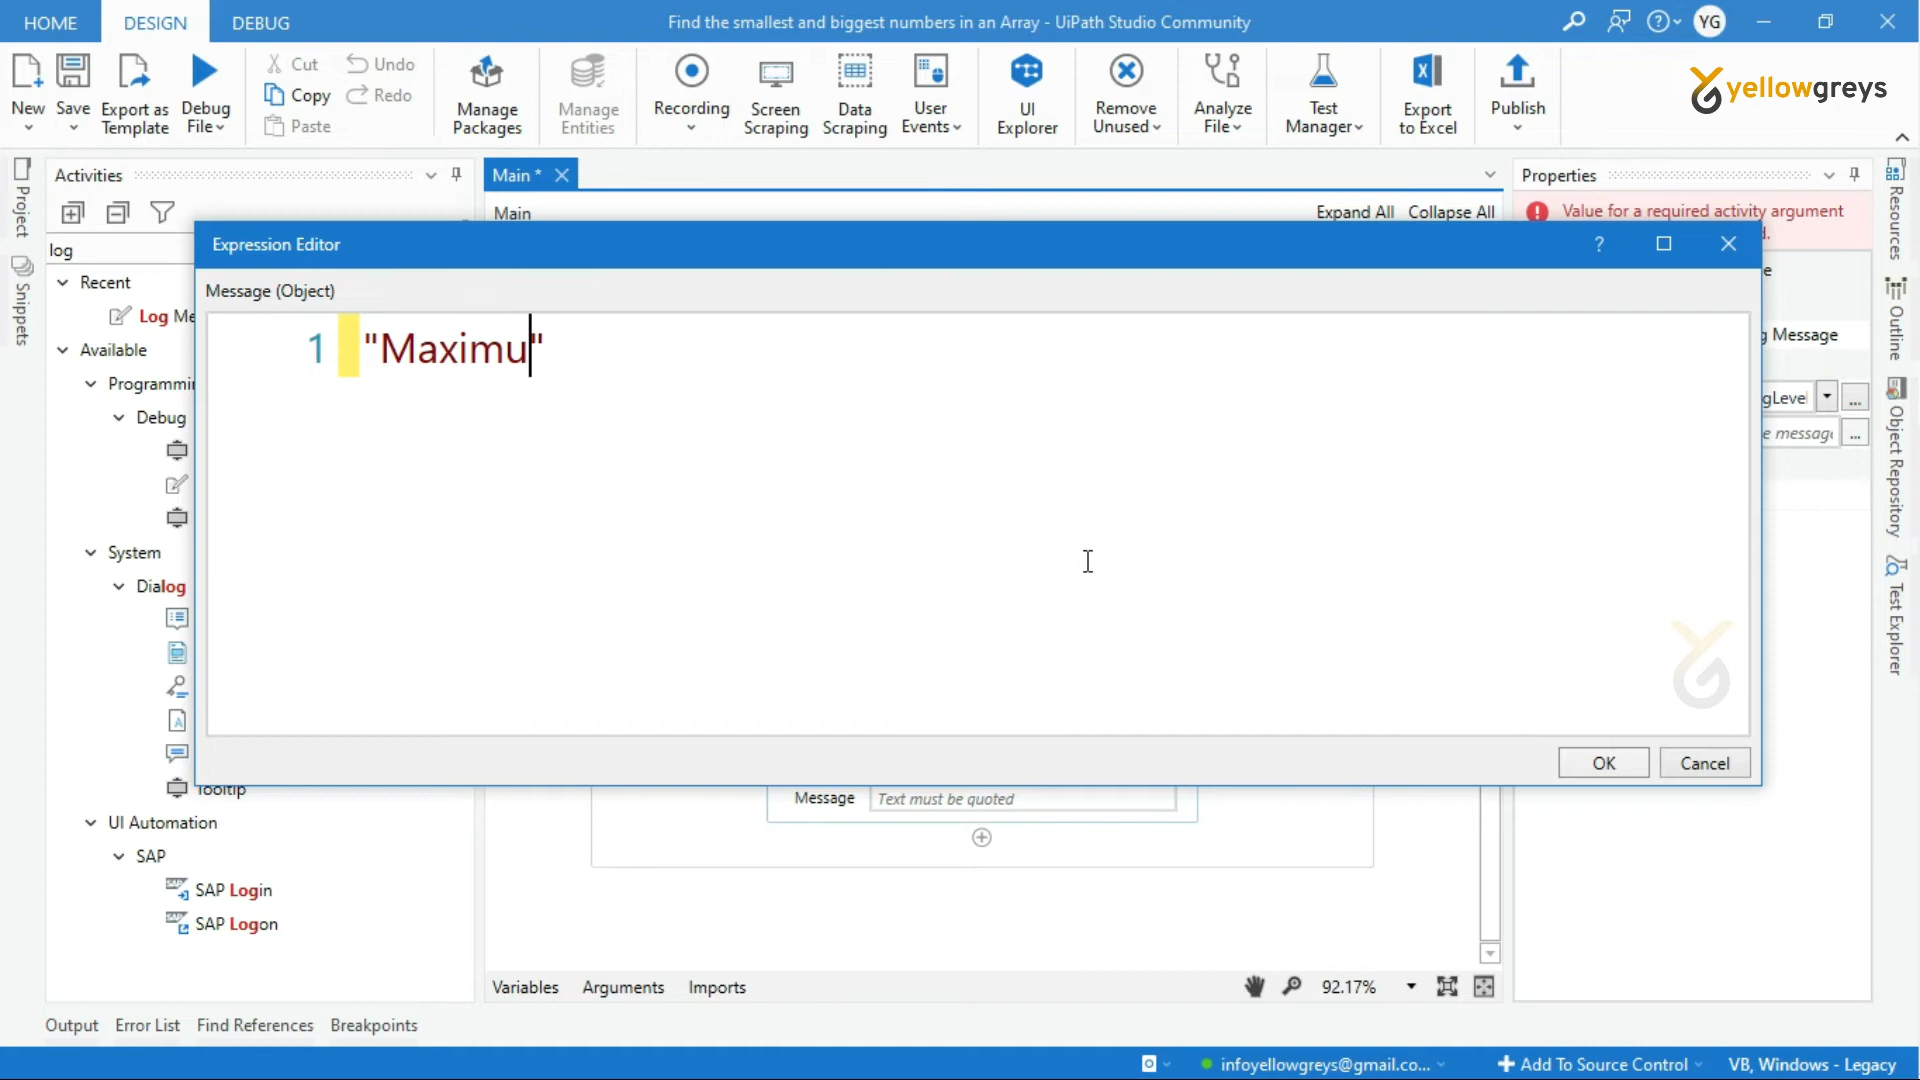 HOME DESIGN DEBUG Find the smallest and biggest numbers in an Array - UiPath Studio Community YG
New Save Export as Template Debug File Cut Copy Paste Undo Redo Manage Packages Manage Entities Recording Screen Scraping Data Scraping User Events UI Explorer Remove Unused Analyze File Test Manager Export to Excel Publish yellowgreys
Activities Main * Properties
Main Expand All Collapse All Value for a required activity argument
log
Expression Editor
Message (Object)
1 "Maximu"
OK Cancel
Recent
Log Me
Available
Programmin
Debug
System
Dialog
Tooltip
UI Automation
SAP
SAP Login
SAP Logon
g Message
gLevel ...
e messag ...
Message Text must be quoted
Project
Snippets
Resources
Outline
Object Repository
Test Explorer
Variables Arguments Imports 92.17%
Output Error List Find References Breakpoints
infoyellowgreys@gmail.co... Add To Source Control VB, Windows - Legacy